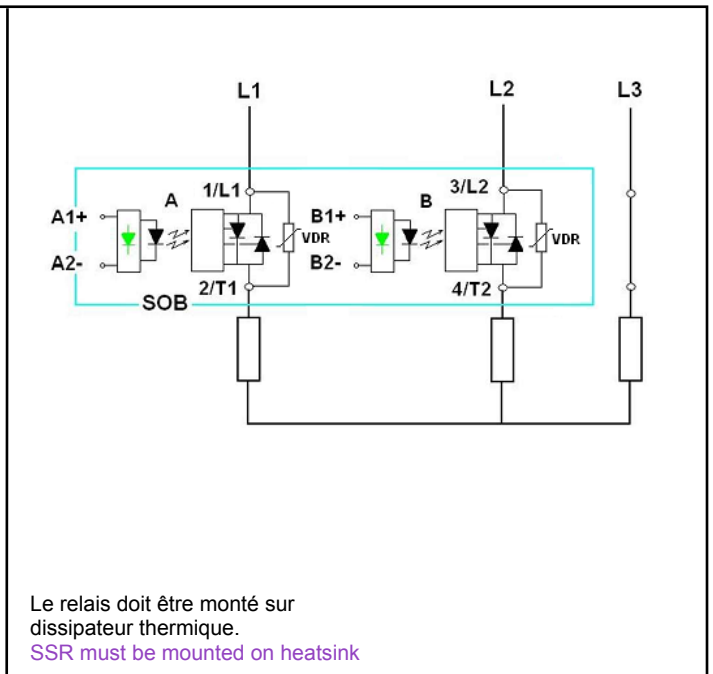 L1 L2 L3
1/L1 3/L2
A B
A1+ B1+
VDR VDR
A2- B2-
2/T1 4/T2
SOB
Le relais doit être monté sur
dissipateur thermique.
SSR must be mounted on heatsink